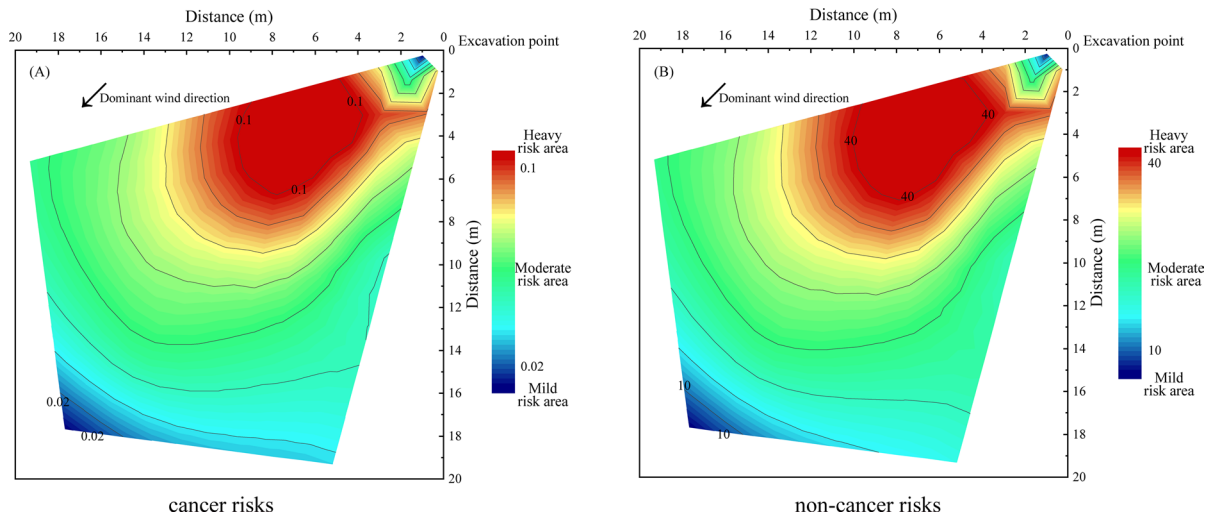 Distance (m)
20 18 16 14 12 10 8 6 4 2 0
Excavation point
0
2
4
6
8
10
12
14
16
18
20
Distance (m)
(A)
Dominant wind direction
0.1
0.1
0.1
0.02
0.02
Heavy
risk area
0.1
Moderate
risk area
0.02
Mild
risk area
cancer risks
Distance (m)
20 18 16 14 12 10 8 6 4 2 0
Excavation point
0
2
4
6
8
10
12
14
16
18
20
Distance (m)
(B)
Dominant wind direction
40
40
40
10
10
Heavy
risk area
40
Moderate
risk area
10
Mild
risk area
non-cancer risks